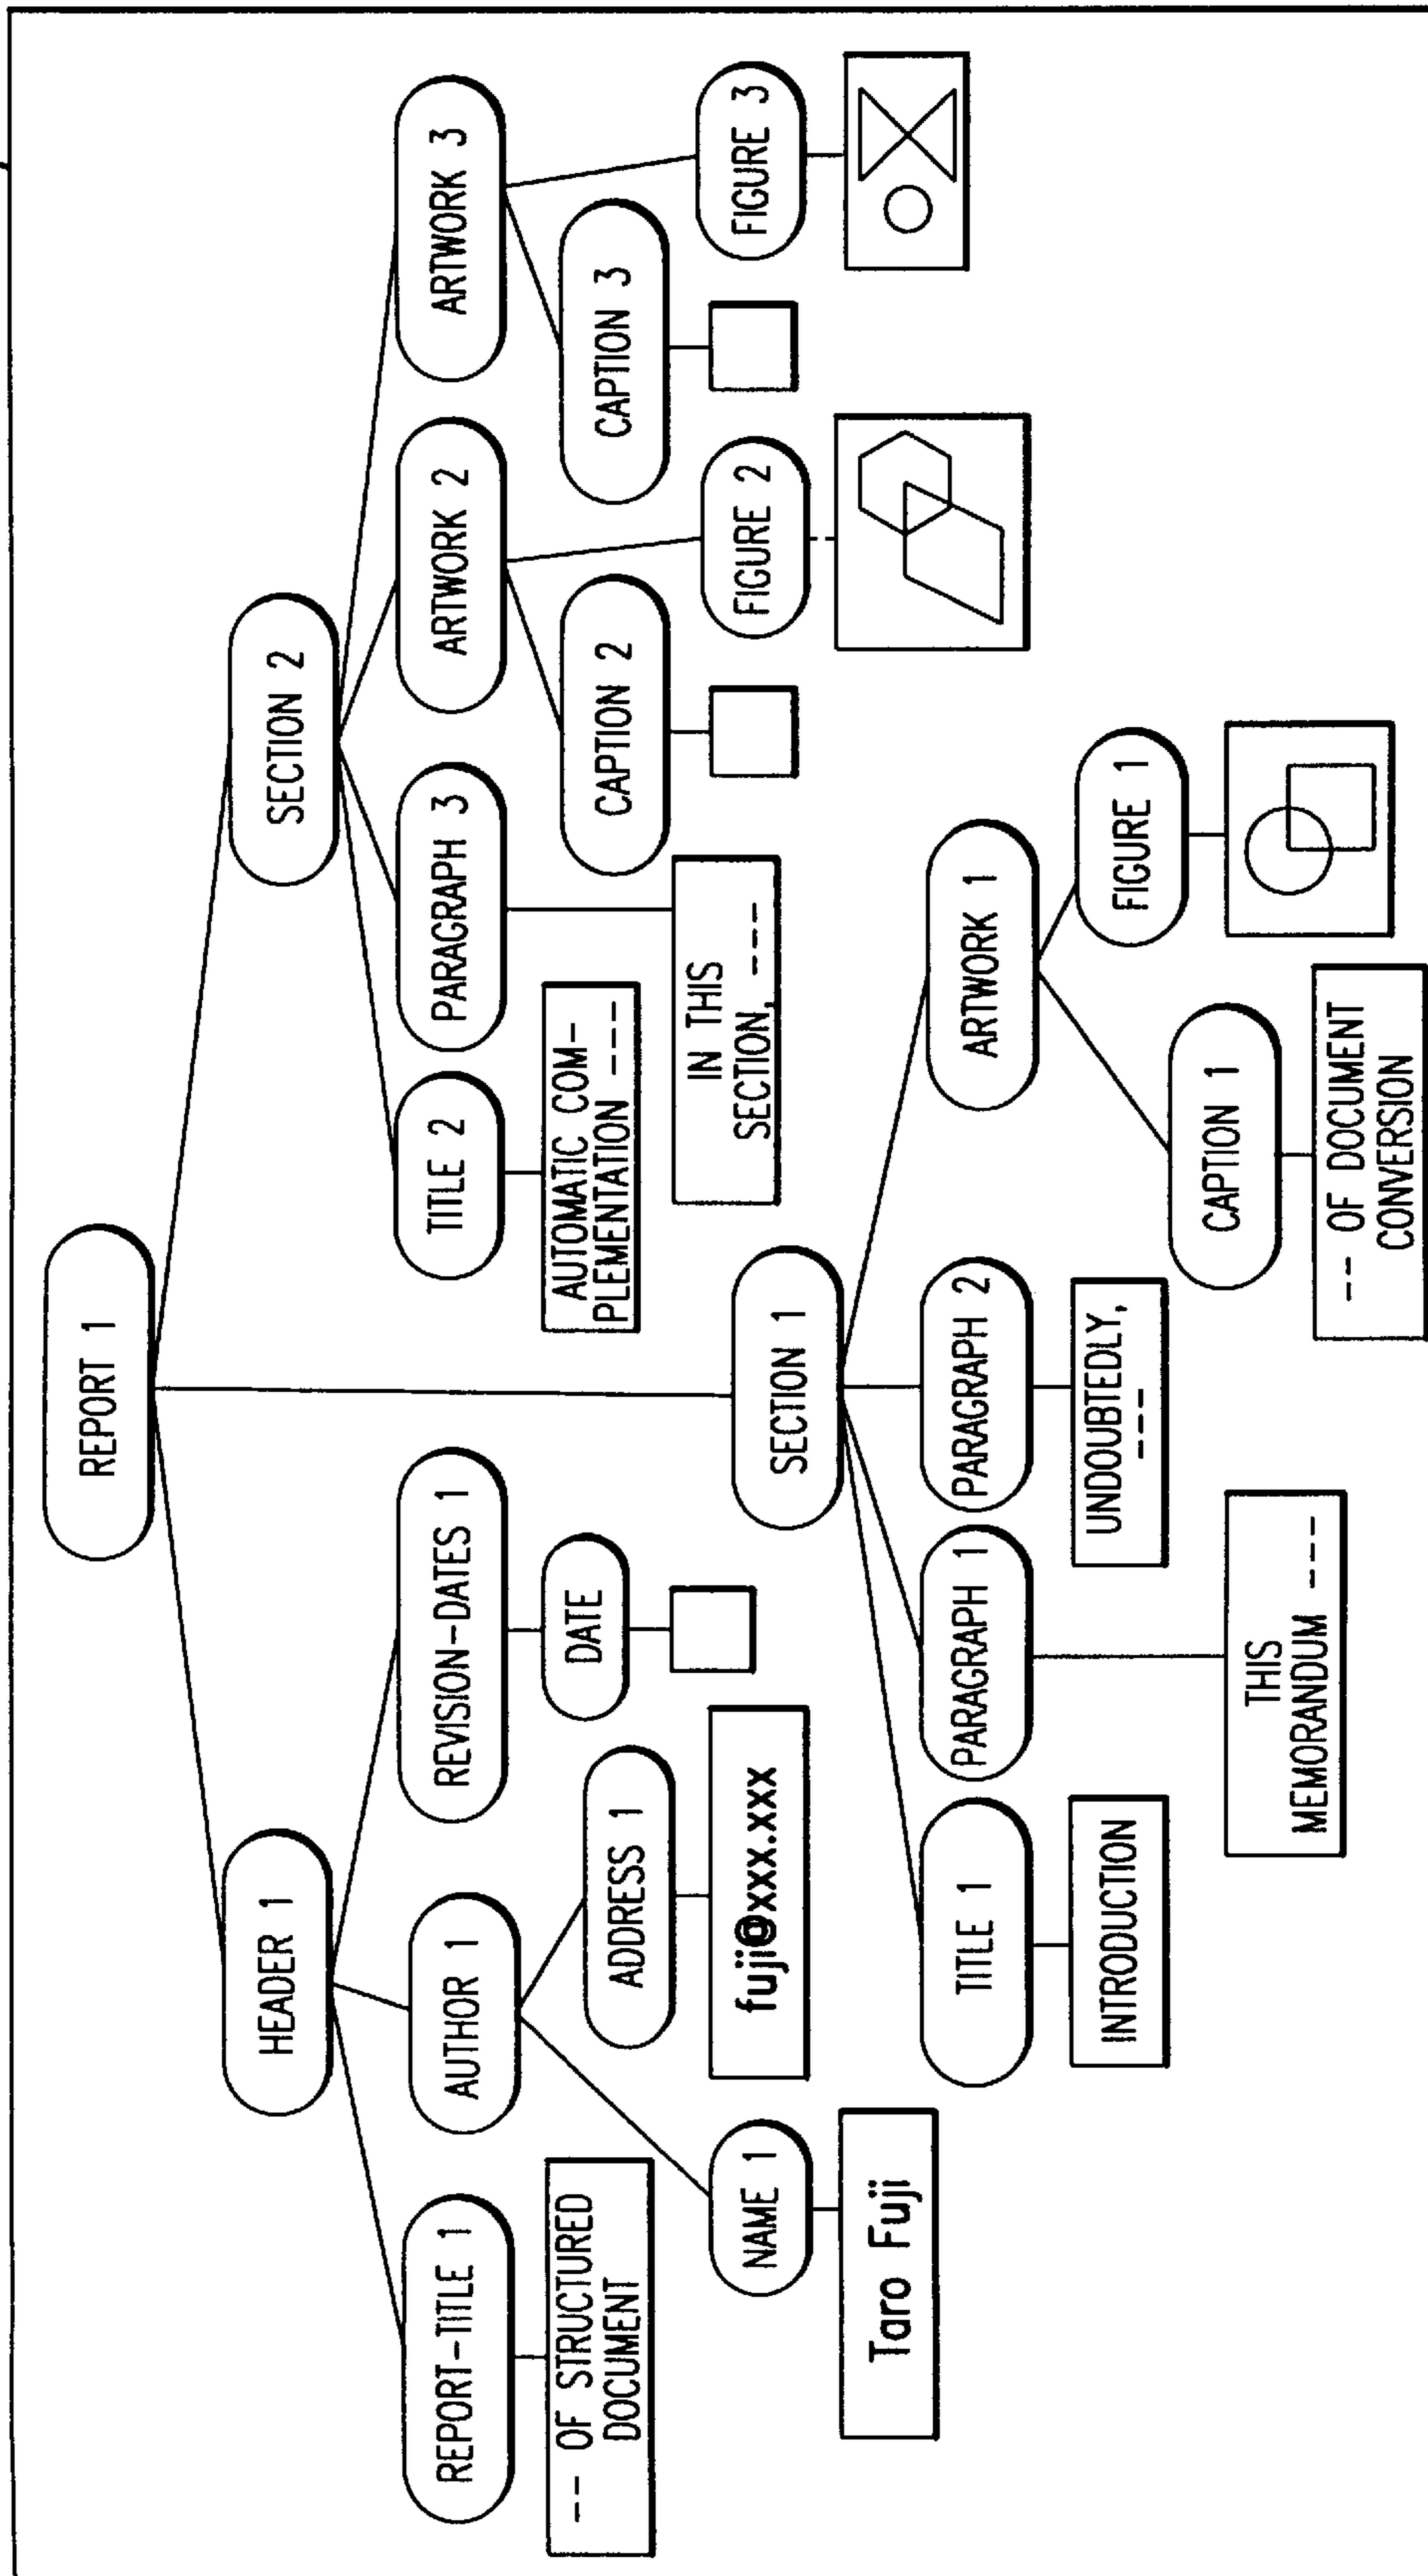 REPORT 1
HEADER 1
SECTION 2
REPORT-TITLE 1
AUTHOR 1
REVISION-DATES 1
TITLE 2
PARAGRAPH 3
ARTWORK 2
ARTWORK 3
-- OF STRUCTURED
DOCUMENT
ADDRESS 1
DATE
AUTOMATIC COM-
PLEMENTATION ---
CAPTION 2
CAPTION 3
NAME 1
fuji@xxx.xxx
IN THIS
SECTION, ---
FIGURE 2
FIGURE 3
Taro Fuji
SECTION 1
TITLE 1
PARAGRAPH 1
PARAGRAPH 2
ARTWORK 1
INTRODUCTION
UNDOUBTEDLY,
---
FIGURE 1
THIS
MEMORANDUM ---
CAPTION 1
-- OF DOCUMENT
CONVERSION